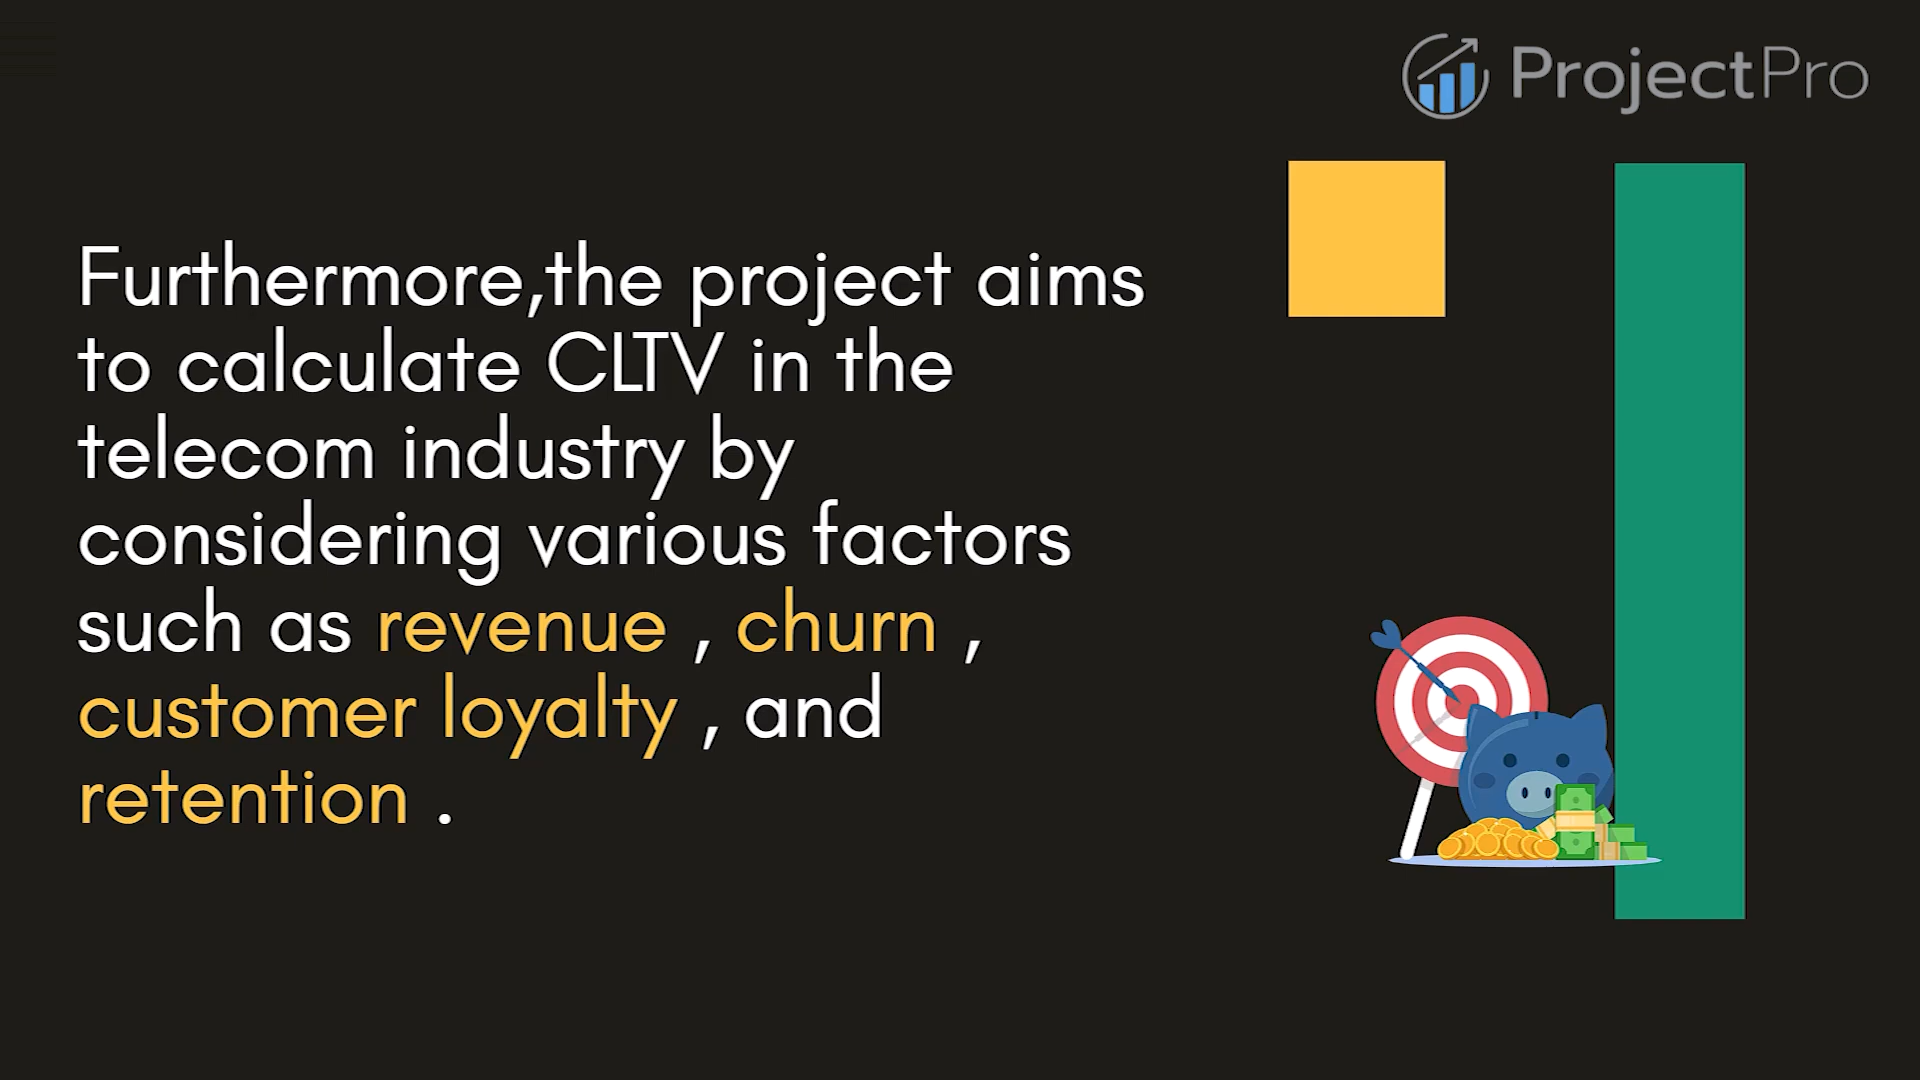 ProjectPro
Furthermore,the project aims
to calculate CLTV in the
telecom industry by
considering various factors
such as revenue , churn ,
customer loyalty , and
retention .